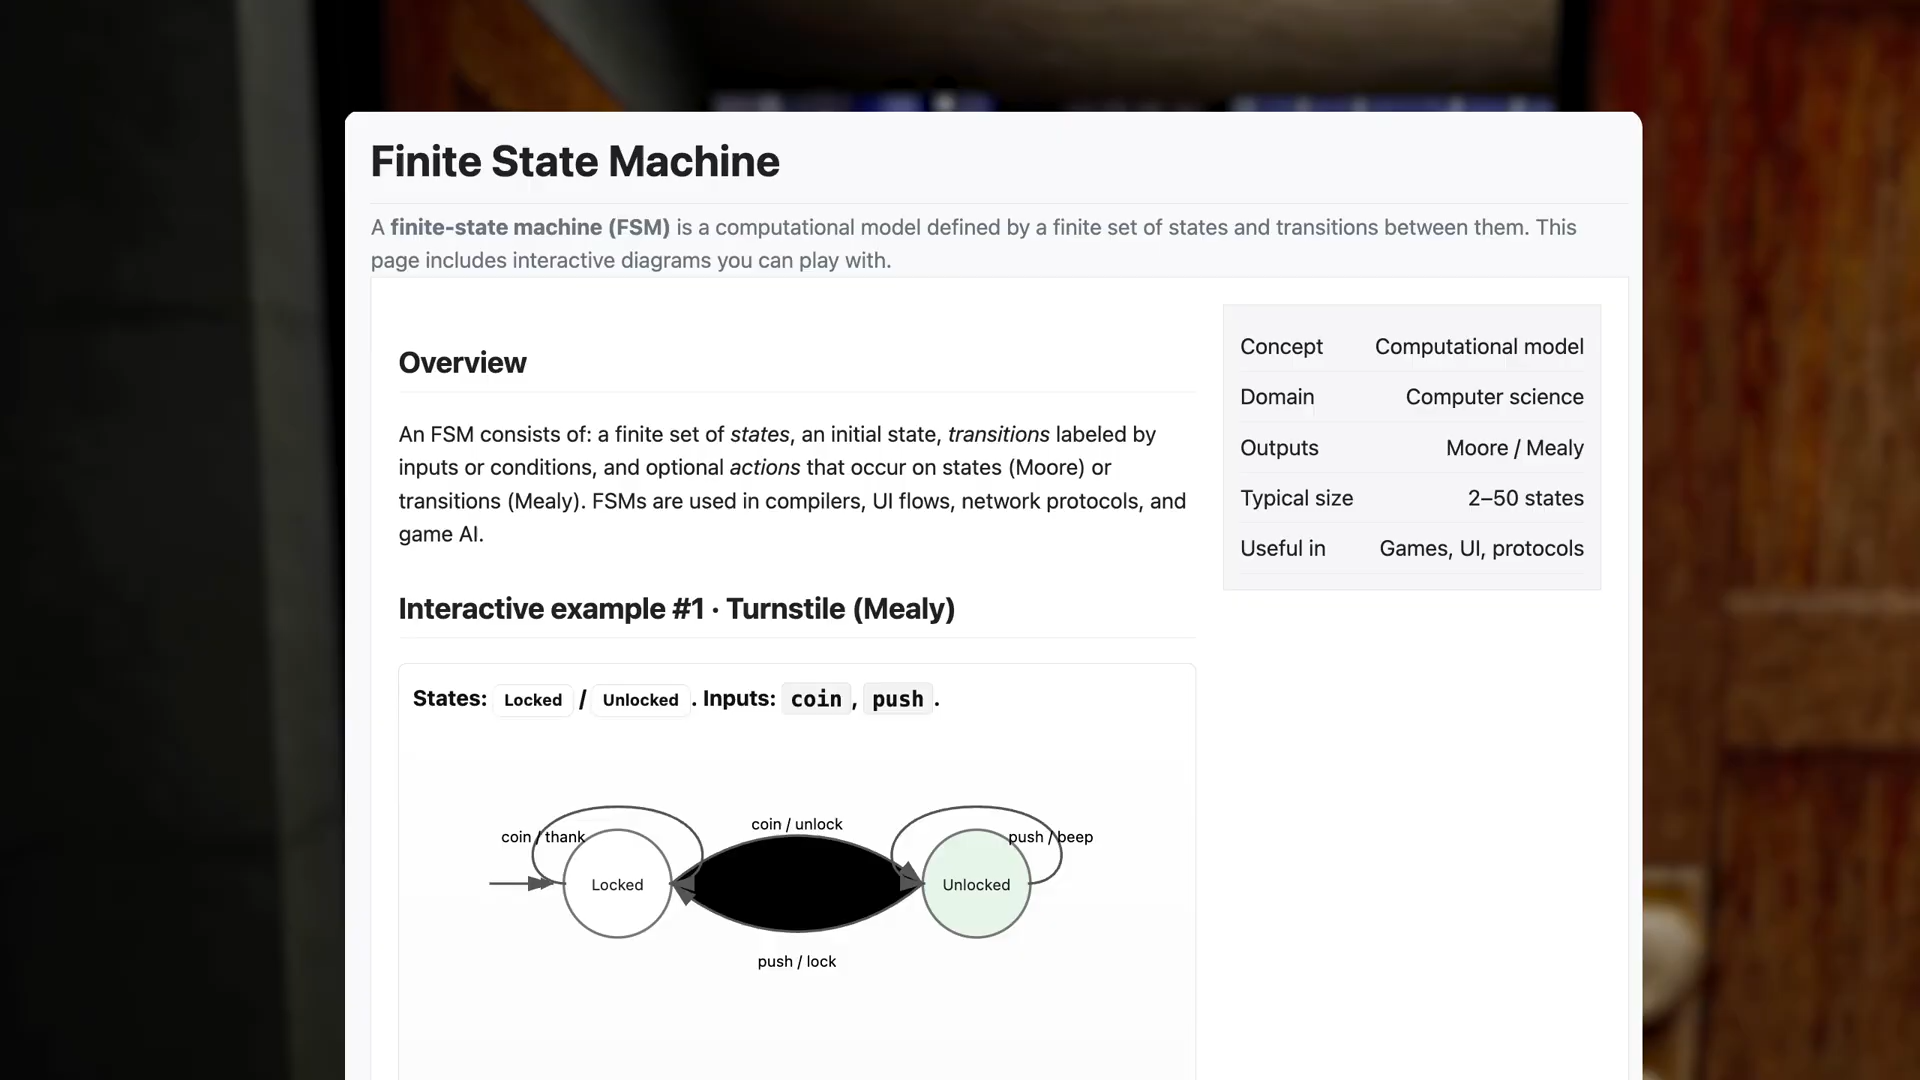 Finite State Machine
A finite-state machine (FSM) is a computational model defined by a finite set of states and transitions between them. This
page includes interactive diagrams you can play with.
Overview
An FSM consists of: a finite set of states, an initial state, transitions labeled by
inputs or conditions, and optional actions that occur on states (Moore) or
transitions (Mealy). FSMs are used in compilers, UI flows, network protocols, and
game AI.
Concept Computational model
Domain Computer science
Outputs Moore / Mealy
Typical size 2–50 states
Useful in Games, UI, protocols
Interactive example #1 · Turnstile (Mealy)
States: Locked / Unlocked. Inputs: coin, push.
coin / thank
coin / unlock
push / beep
Locked
Unlocked
push / lock